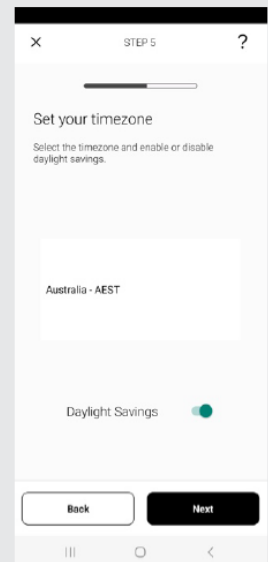 STEP 5
?
Set your timezone
Select the timezone and enable or disable
daylight savings.
Australia - AEST
Daylight Savings
Back
Next